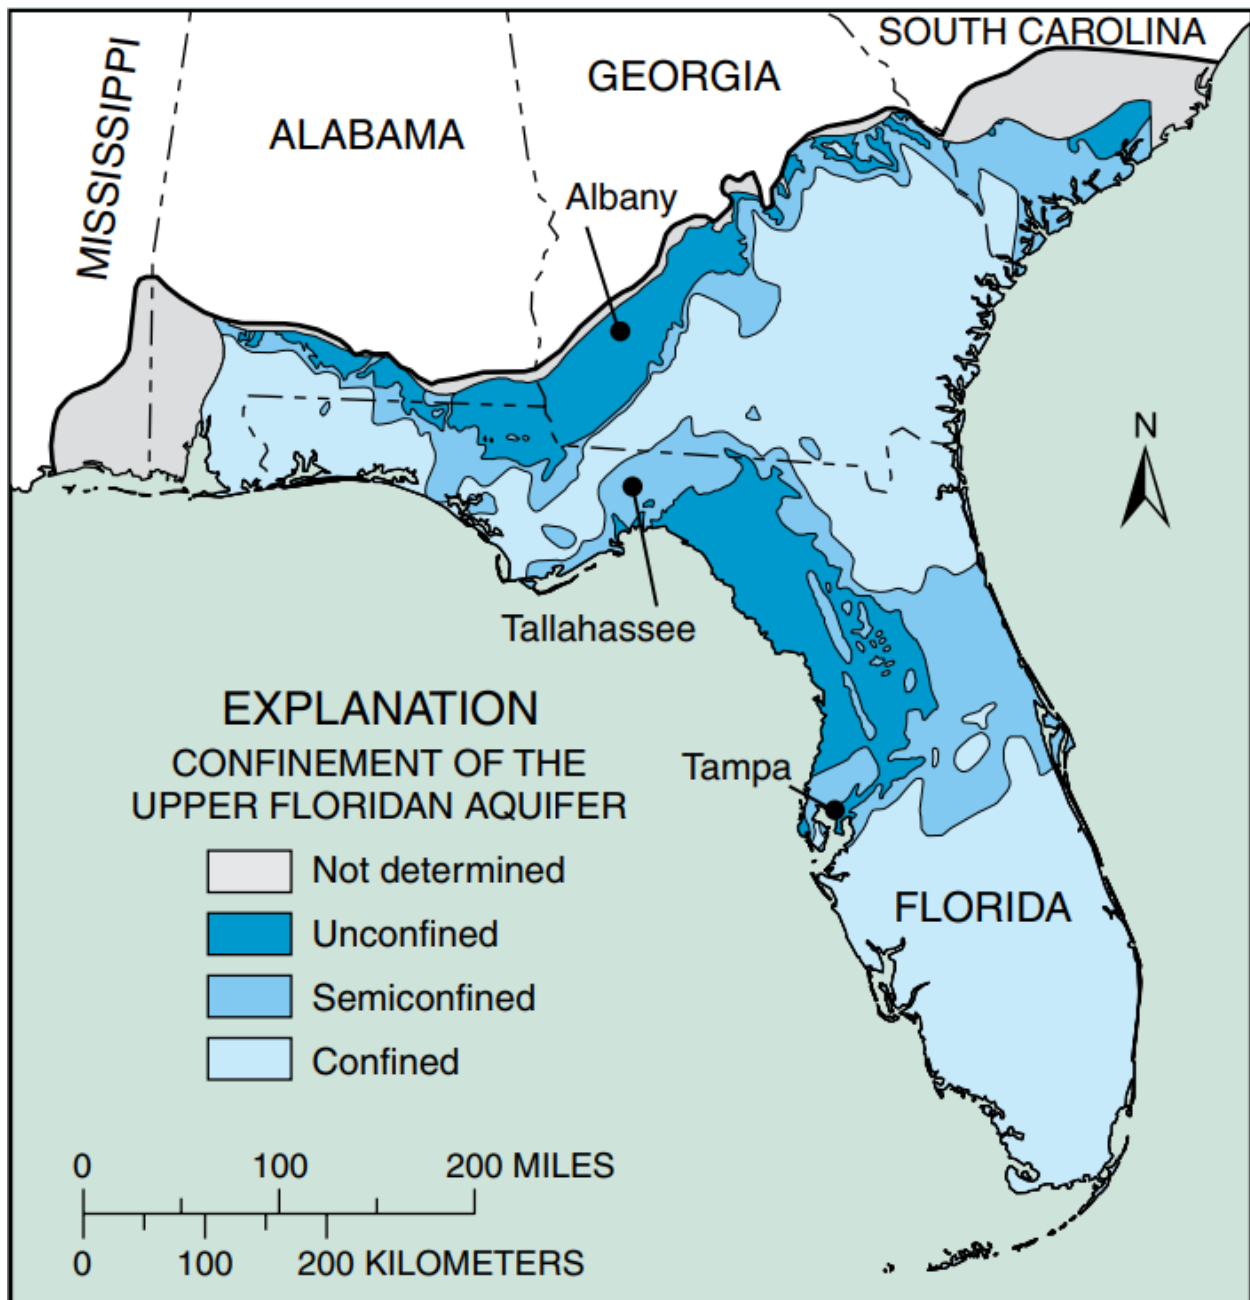 SOUTH CAROLINA
GEORGIA
MISSISSIPPI
ALABAMA
Albany
N
Tallahassee
EXPLANATION
CONFINEMENT OF THE
UPPER FLORIDAN AQUIFER
Tampa
Not determined
FLORIDA
Unconfined
Semiconfined
Confined
0 100 200 MILES
0 100 200 KILOMETERS